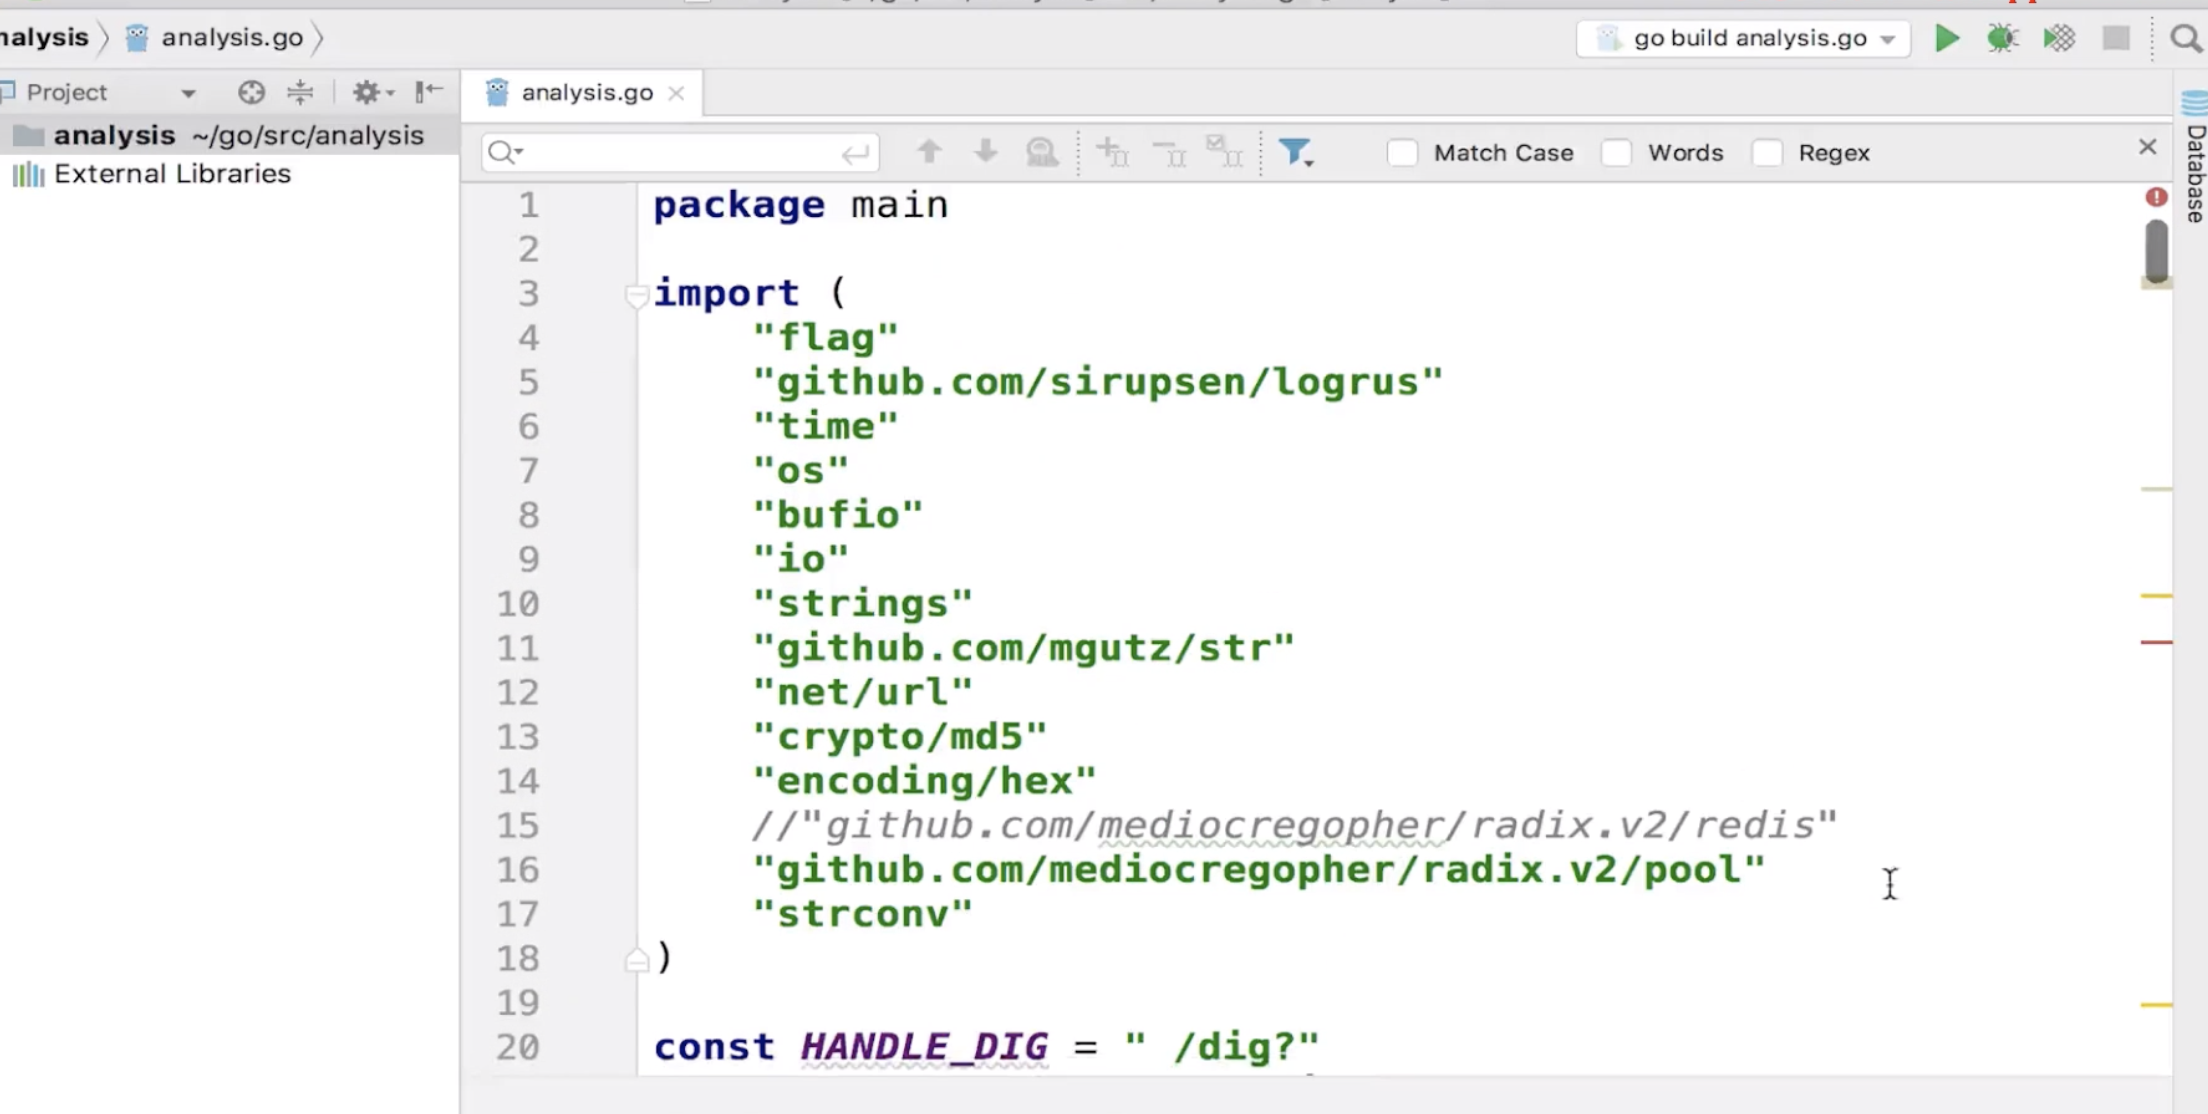 nalysis analysis.go go build analysis.go
Project
analysis ~/go/src/analysis
External Libraries
analysis.go
Match Case Words Regex
Database
1 package main
2
3 import (
4 "flag"
5 "github.com/sirupsen/logrus"
6 "time"
7 "os"
8 "bufio"
9 "io"
10 "strings"
11 "github.com/mgutz/str"
12 "net/url"
13 "crypto/md5"
14 "encoding/hex"
15 //"github.com/mediocregopher/radix.v2/redis"
16 "github.com/mediocregopher/radix.v2/pool"
17 "strconv"
18 )
19
20 const HANDLE_DIG = " /dig?"